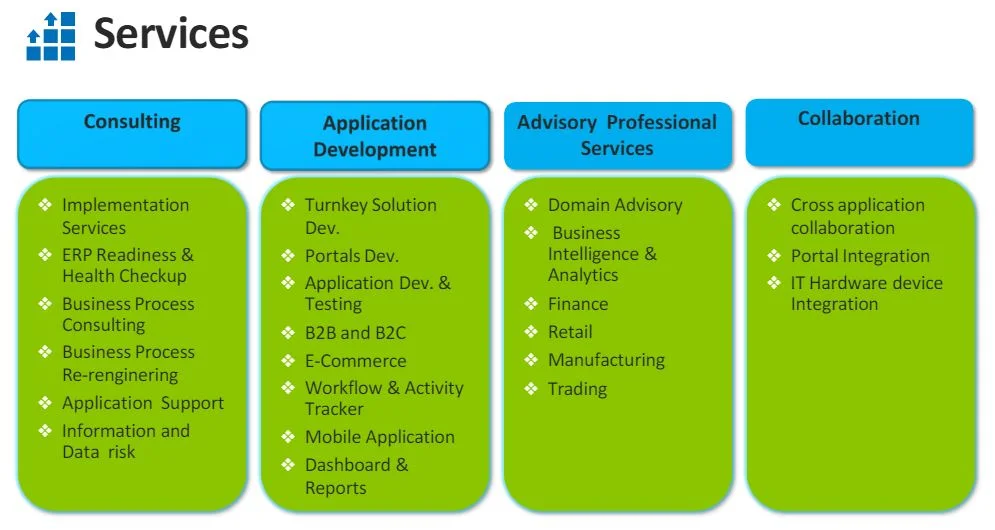 Services
Consulting
Implementation
Services
ERP Readiness &
Health Checkup
Business Process
Consulting
Business Process
Re-renginering
Application Support
Information and
Data risk
Application
Development
Turnkey Solution
Dev.
Portals Dev.
Application Dev. &
Testing
B2B and B2C
E-Commerce
Workflow & Activity
Tracker
Mobile Application
Dashboard &
Reports
Advisory Professional
Services
Domain Advisory
Business
Intelligence &
Analytics
Finance
Retail
Manufacturing
Trading
Collaboration
Cross application
collaboration
Portal Integration
IT Hardware device
Integration